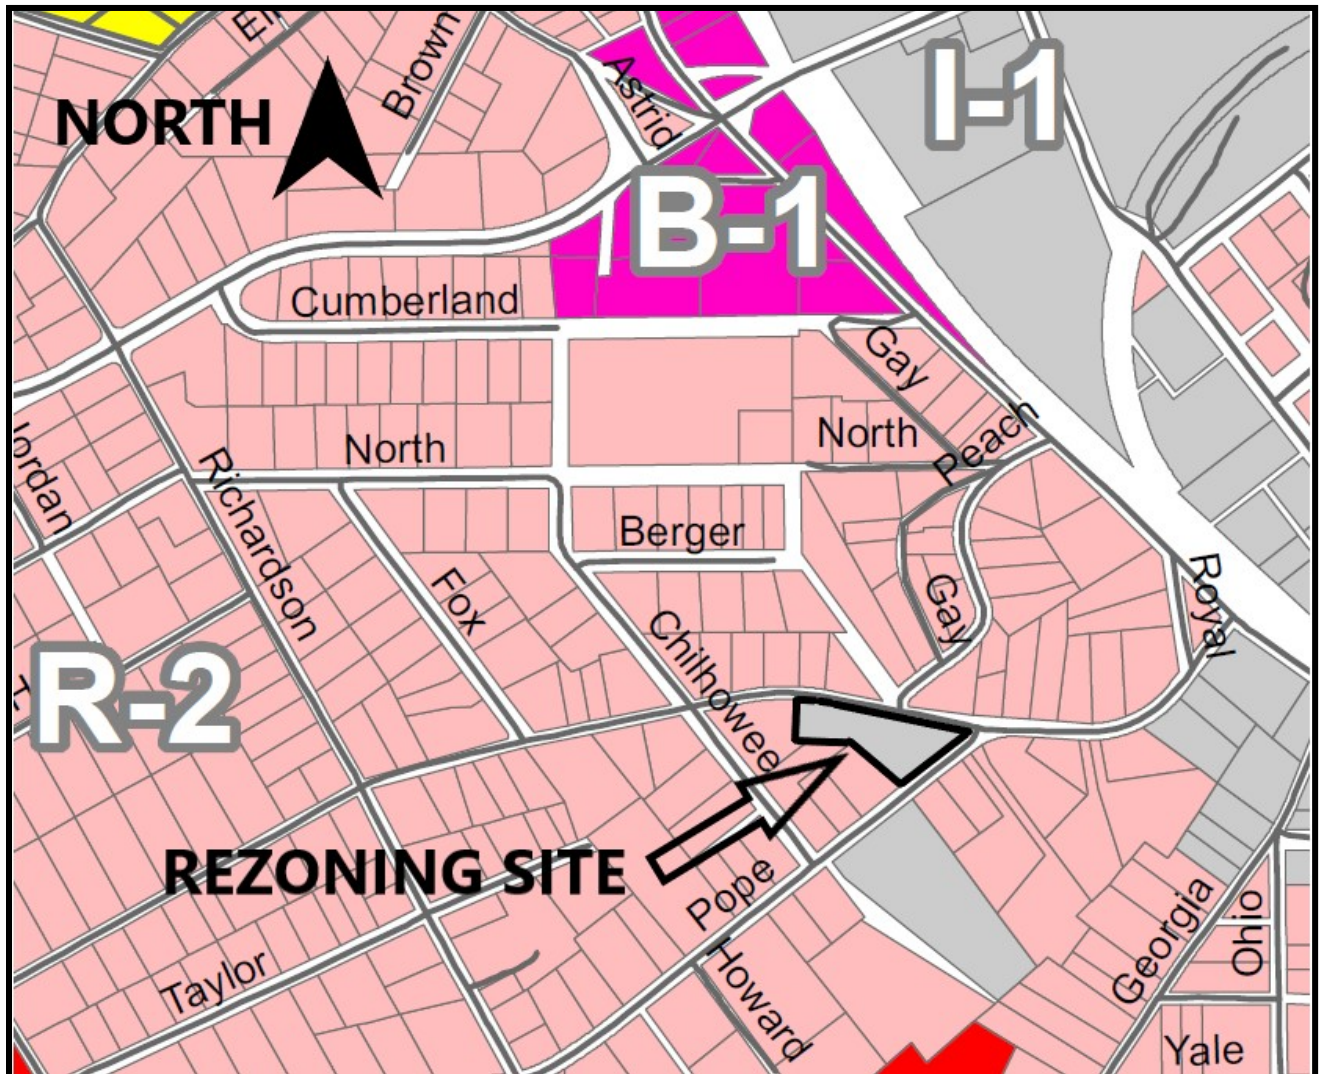 Brown
NORTH
Astrid
I-1
B-1
Cumberland
Gay
North
North
Peach
Jordan
Richardson
Berger
Fox
Gay
Royal
Chilhowee
R-2
REZONING SITE
Pope
Georgia
Ohio
Taylor
Howard
Yale